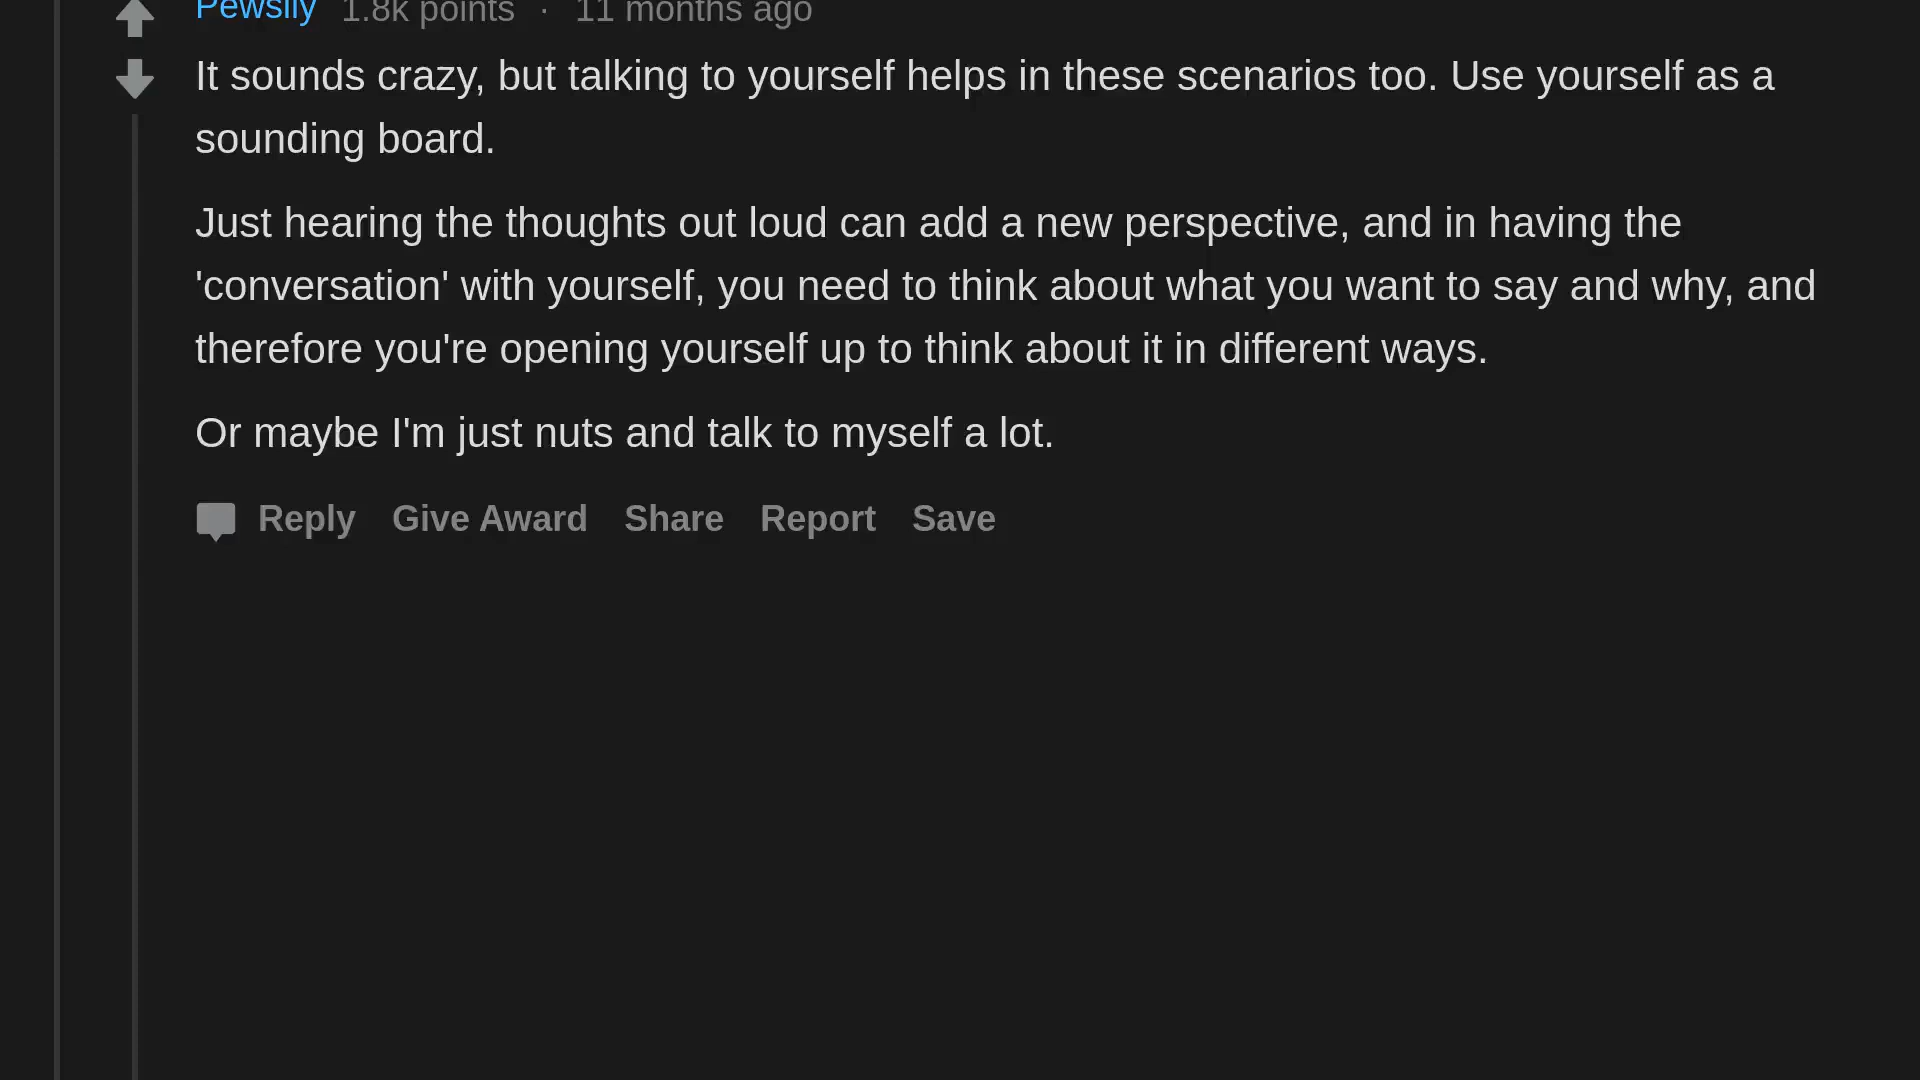 Pewsily 1.8k points · 11 months ago
It sounds crazy, but talking to yourself helps in these scenarios too. Use yourself as a
sounding board.
Just hearing the thoughts out loud can add a new perspective, and in having the
'conversation' with yourself, you need to think about what you want to say and why, and
therefore you're opening yourself up to think about it in different ways.
Or maybe I'm just nuts and talk to myself a lot.
Reply Give Award Share Report Save